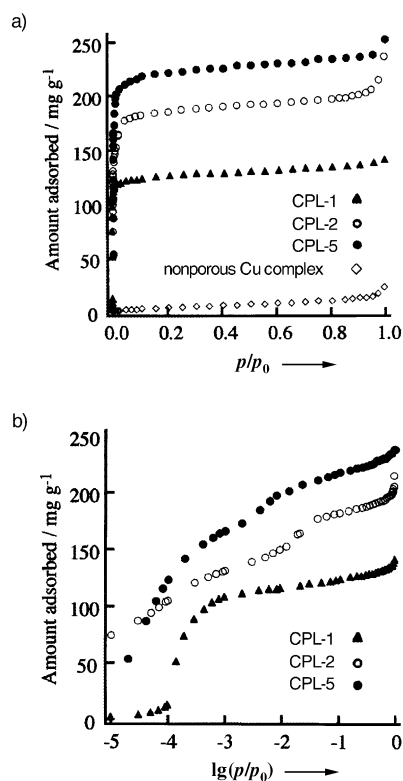 a)
Amount adsorbed / mg g⁻¹
250
200
150
100
50
0
CPL-1 ▲
CPL-2 ○
CPL-5 ●
nonporous Cu complex ◇
0.0 0.2 0.4 0.6 0.8 1.0
p/p₀ →
b)
Amount adsorbed / mg g⁻¹
250
200
150
100
50
0
CPL-1 ▲
CPL-2 ○
CPL-5 ●
-5 -4 -3 -2 -1 0
lg(p/p₀) →